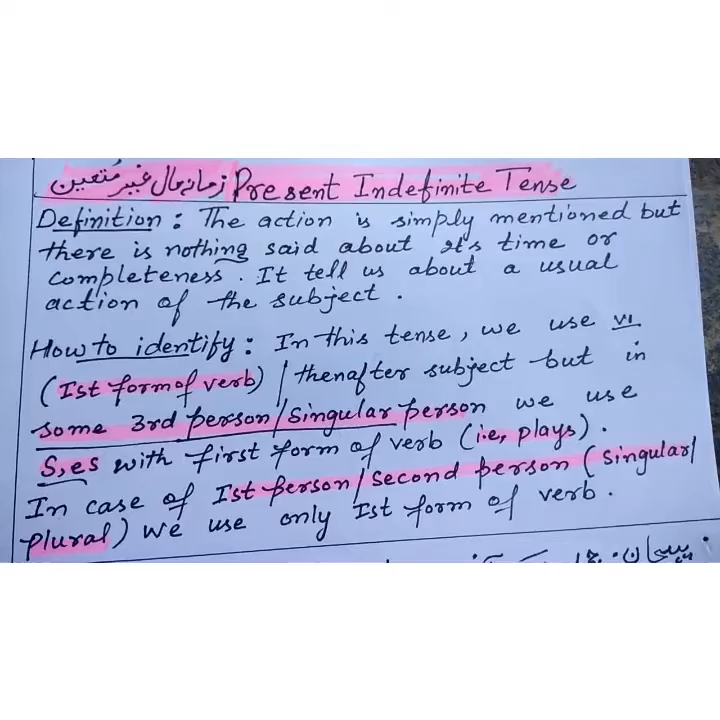 زمانہ حال غیر مُتعین Present Indefinite Tense
Definition : The action is simply mentioned but
there is nothing said about it's time or
completeness. It tell us about a usual
action of the subject.
How to identify : In this tense, we use V1
(Ist form of verb) / thenafter subject but in
some 3rd person/Singular person we use
S, es with first form of verb (i.e, plays).
In case of Ist person/Second person (Singular/
plural) we use only Ist form of verb.
پہچان: